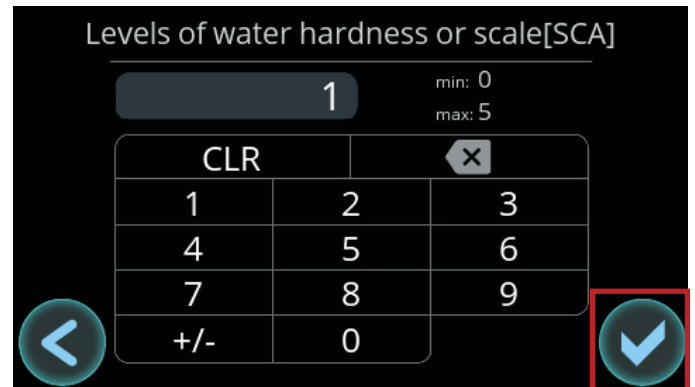 Levels of water hardness or scale[SCA]
1
min: 0
max: 5
CLR
1 2 3
4 5 6
7 8 9
+/- 0